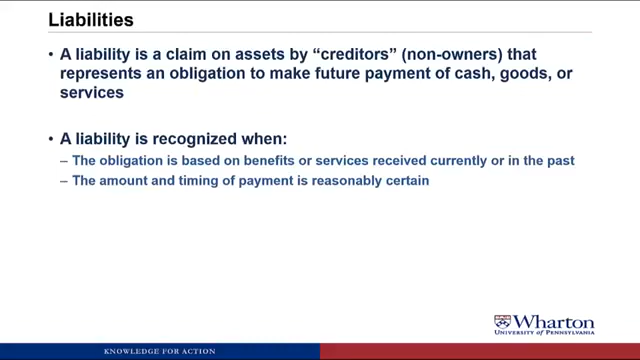 Liabilities
• A liability is a claim on assets by “creditors” (non-owners) that
represents an obligation to make future payment of cash, goods, or
services
• A liability is recognized when:
– The obligation is based on benefits or services received currently or in the past
– The amount and timing of payment is reasonably certain
Wharton
UNIVERSITY OF PENNSYLVANIA
KNOWLEDGE FOR ACTION